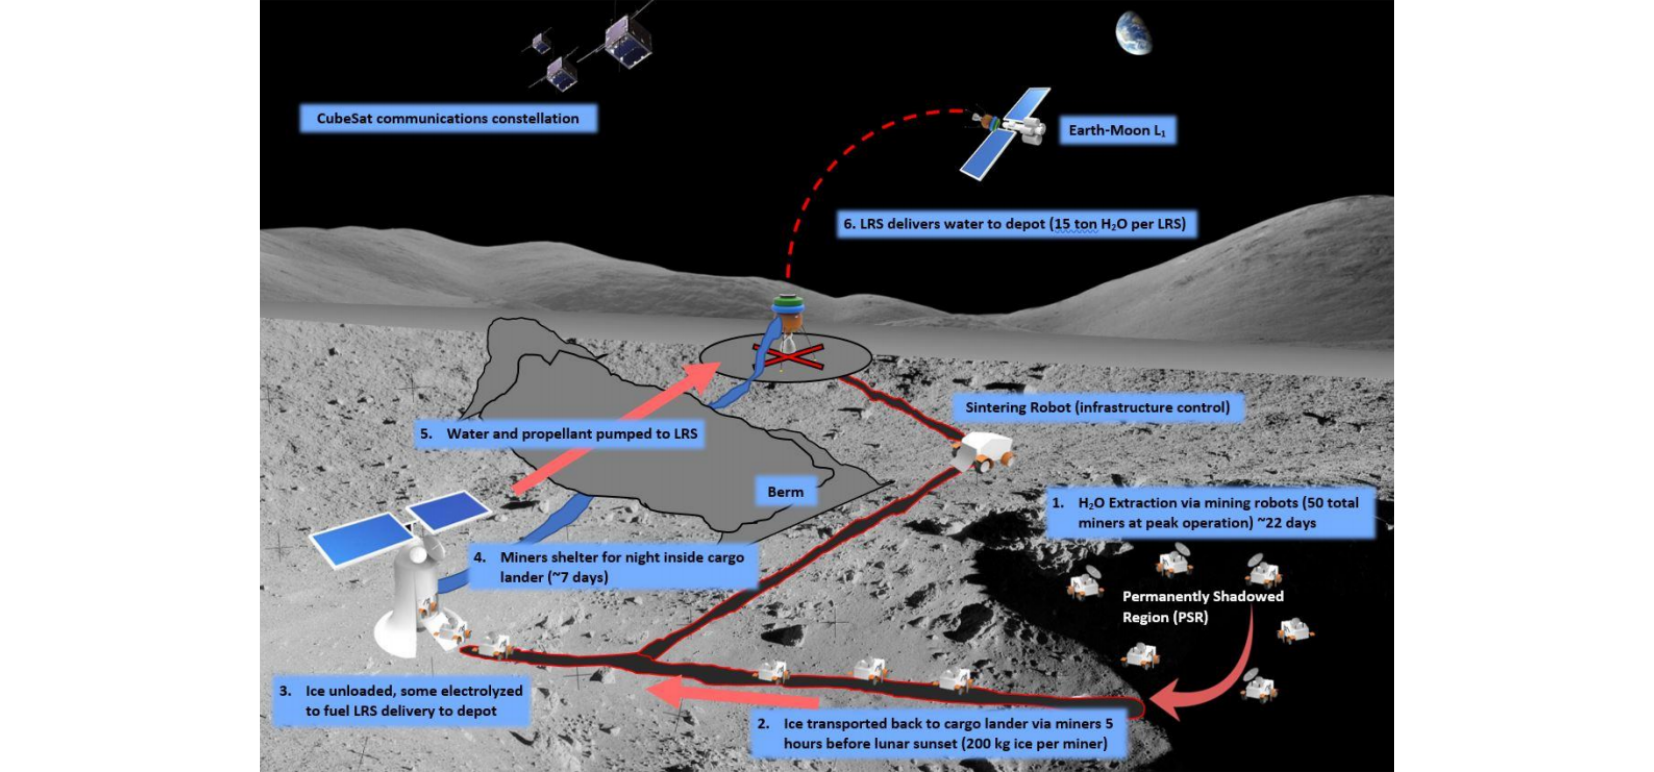 CubeSat communications constellation
Earth-Moon L₁
6. LRS delivers water to depot (15 ton H₂O per LRS)
Sintering Robot (infrastructure control)
5. Water and propellant pumped to LRS
Berm
1. H₂O Extraction via mining robots (50 total
miners at peak operation) ~22 days
4. Miners shelter for night inside cargo
lander (~7 days)
Permanently Shadowed
Region (PSR)
3. Ice unloaded, some electrolyzed
to fuel LRS delivery to depot
2. Ice transported back to cargo lander via miners 5
hours before lunar sunset (200 kg ice per miner)